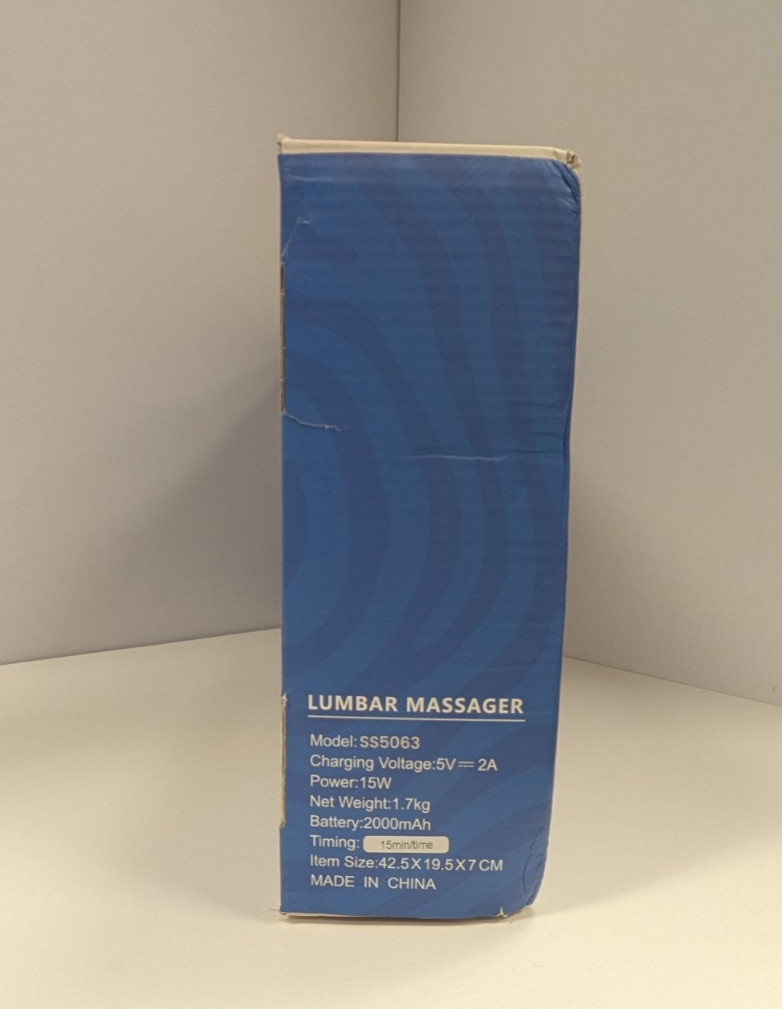 LUMBAR MASSAGER
Model:SS5063
Charging Voltage:5V⎓2A
Power:15W
Net Weight:1.7kg
Battery:2000mAh
Timing: 15min/time
Item Size:42.5X19.5X7CM
MADE IN CHINA